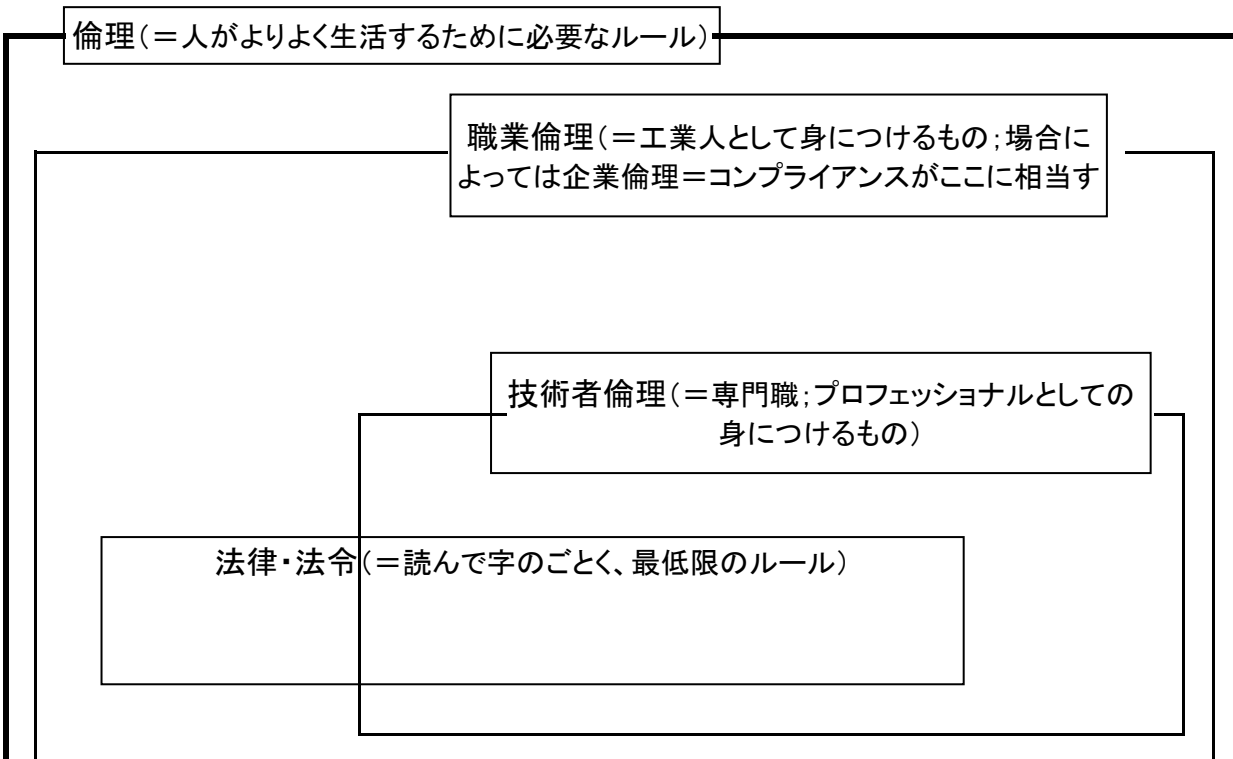 倫理(＝人がよりよく生活するために必要なルール)
職業倫理(＝工業人として身につけるもの;場合に
よっては企業倫理＝コンプライアンスがここに相当す
技術者倫理(＝専門職;プロフェッショナルとしての
身につけるもの)
法律・法令(＝読んで字のごとく、最低限のルール)